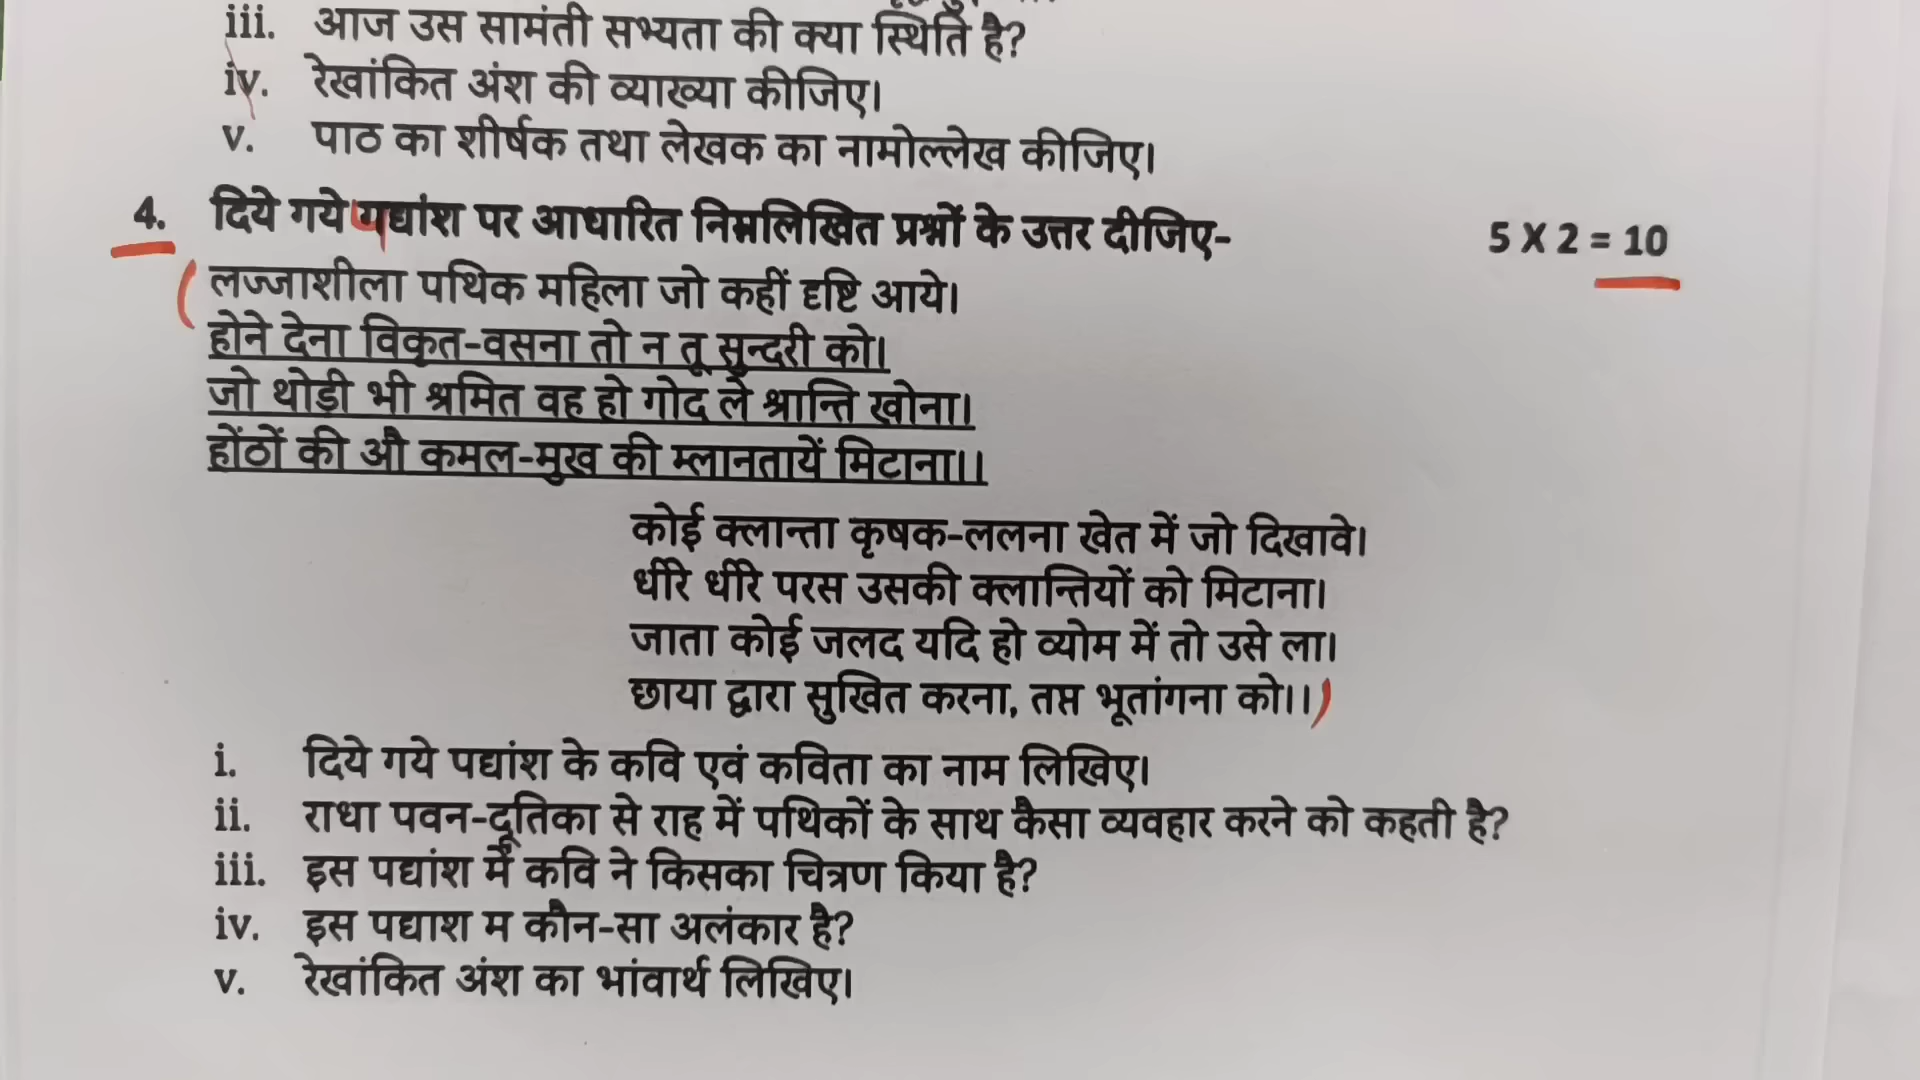 iii. आज उस सामंती सभ्यता की क्या स्थिति है?
iv. रेखांकित अंश की व्याख्या कीजिए।
v. पाठ का शीर्षक तथा लेखक का नामोल्लेख कीजिए।
4. दिये गये पद्यांश पर आधारित निम्नलिखित प्रश्नों के उत्तर दीजिए- 5 X 2 = 10
लज्जाशीला पथिक महिला जो कहीं दृष्टि आये।
होने देना विकृत-वसना तो न तू सुन्दरी को।
जो थोड़ी भी श्रमित वह हो गोद ले श्रान्ति खोना।
होंठों की औ कमल-मुख की म्लानतायें मिटाना।।
कोई क्लान्ता कृषक-ललना खेत में जो दिखावे।
धीरे धीरे परस उसकी क्लान्तियों को मिटाना।
जाता कोई जलद यदि हो व्योम में तो उसे ला।
छाया द्वारा सुखित करना, तप्त भूतांगना को।।
i. दिये गये पद्यांश के कवि एवं कविता का नाम लिखिए।
ii. राधा पवन-दूतिका से राह में पथिकों के साथ कैसा व्यवहार करने को कहती है?
iii. इस पद्यांश में कवि ने किसका चित्रण किया है?
iv. इस पद्याश म कौन-सा अलंकार है?
v. रेखांकित अंश का भांवार्थ लिखिए।